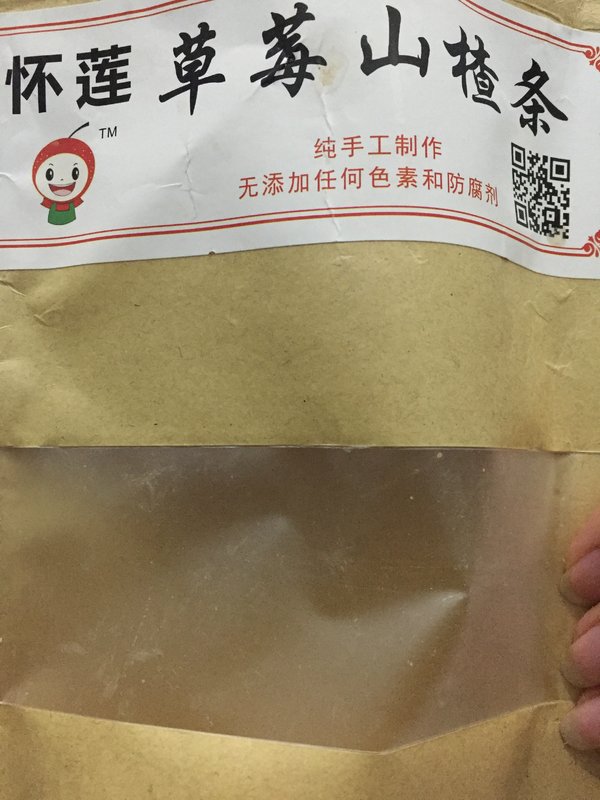 怀莲草莓山楂条
TM
纯手工制作
无添加任何色素和防腐剂